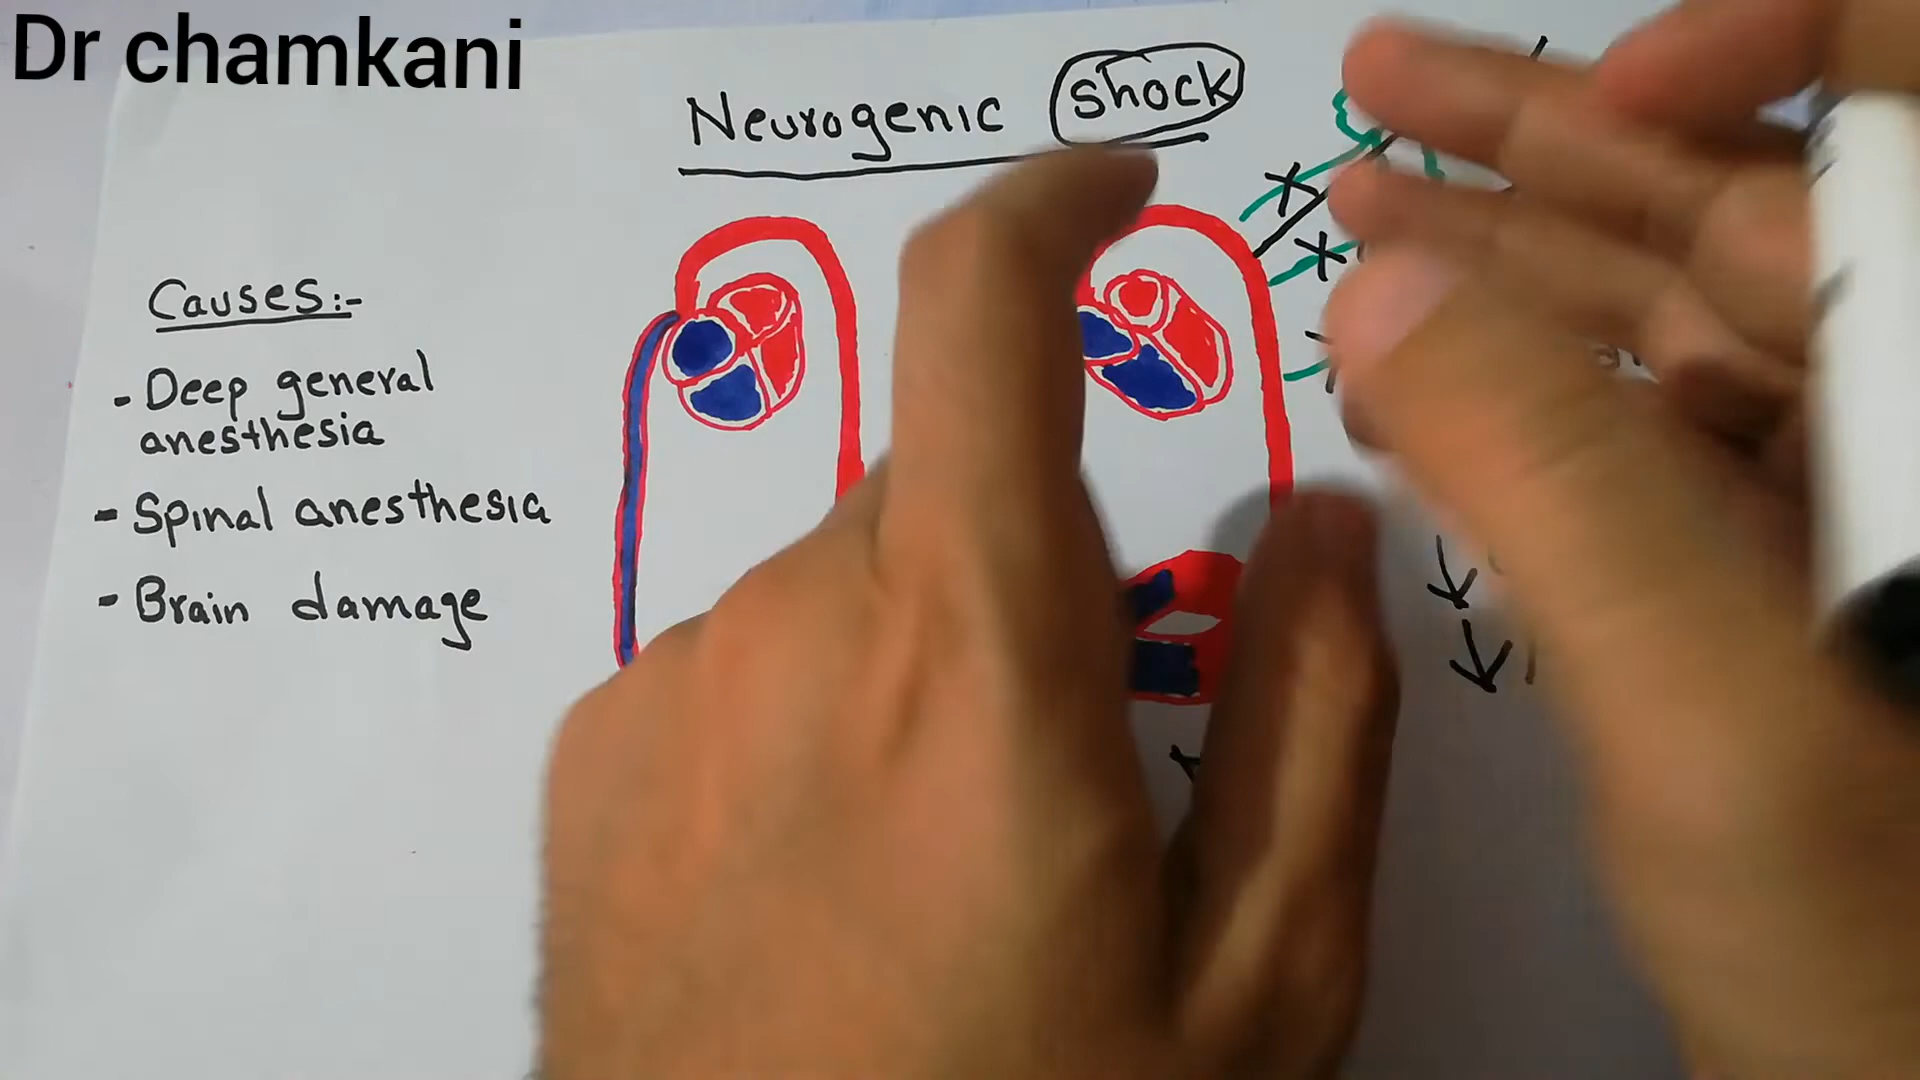 Dr chamkani
Neurogenic shock
Causes:-
- Deep general
anesthesia
- Spinal anesthesia
- Brain damage